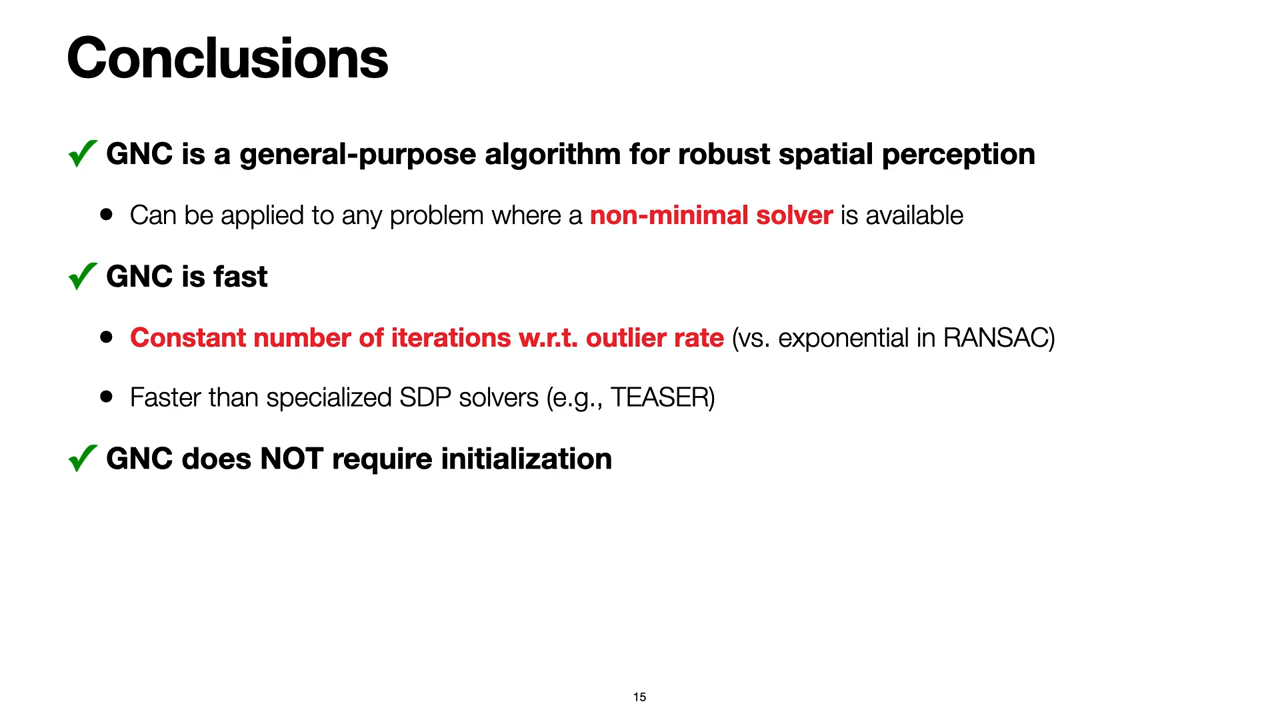 Conclusions
✓ GNC is a general-purpose algorithm for robust spatial perception
● Can be applied to any problem where a non-minimal solver is available
✓ GNC is fast
● Constant number of iterations w.r.t. outlier rate (vs. exponential in RANSAC)
● Faster than specialized SDP solvers (e.g., TEASER)
✓ GNC does NOT require initialization
15